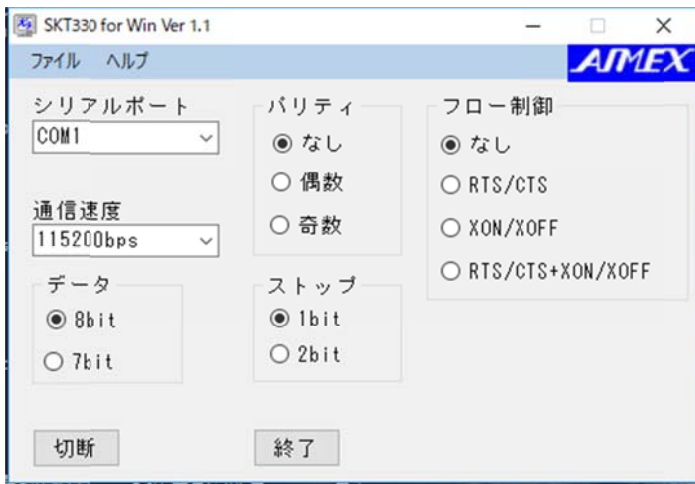 SKT330 for Win Ver 1.1
ファイル ヘルプ
AIMEX
シリアルポート
COM1
通信速度
115200bps
データ
8bit
7bit
パリティ
なし
偶数
奇数
ストップ
1bit
2bit
フロー制御
なし
RTS/CTS
XON/XOFF
RTS/CTS+XON/XOFF
切断
終了